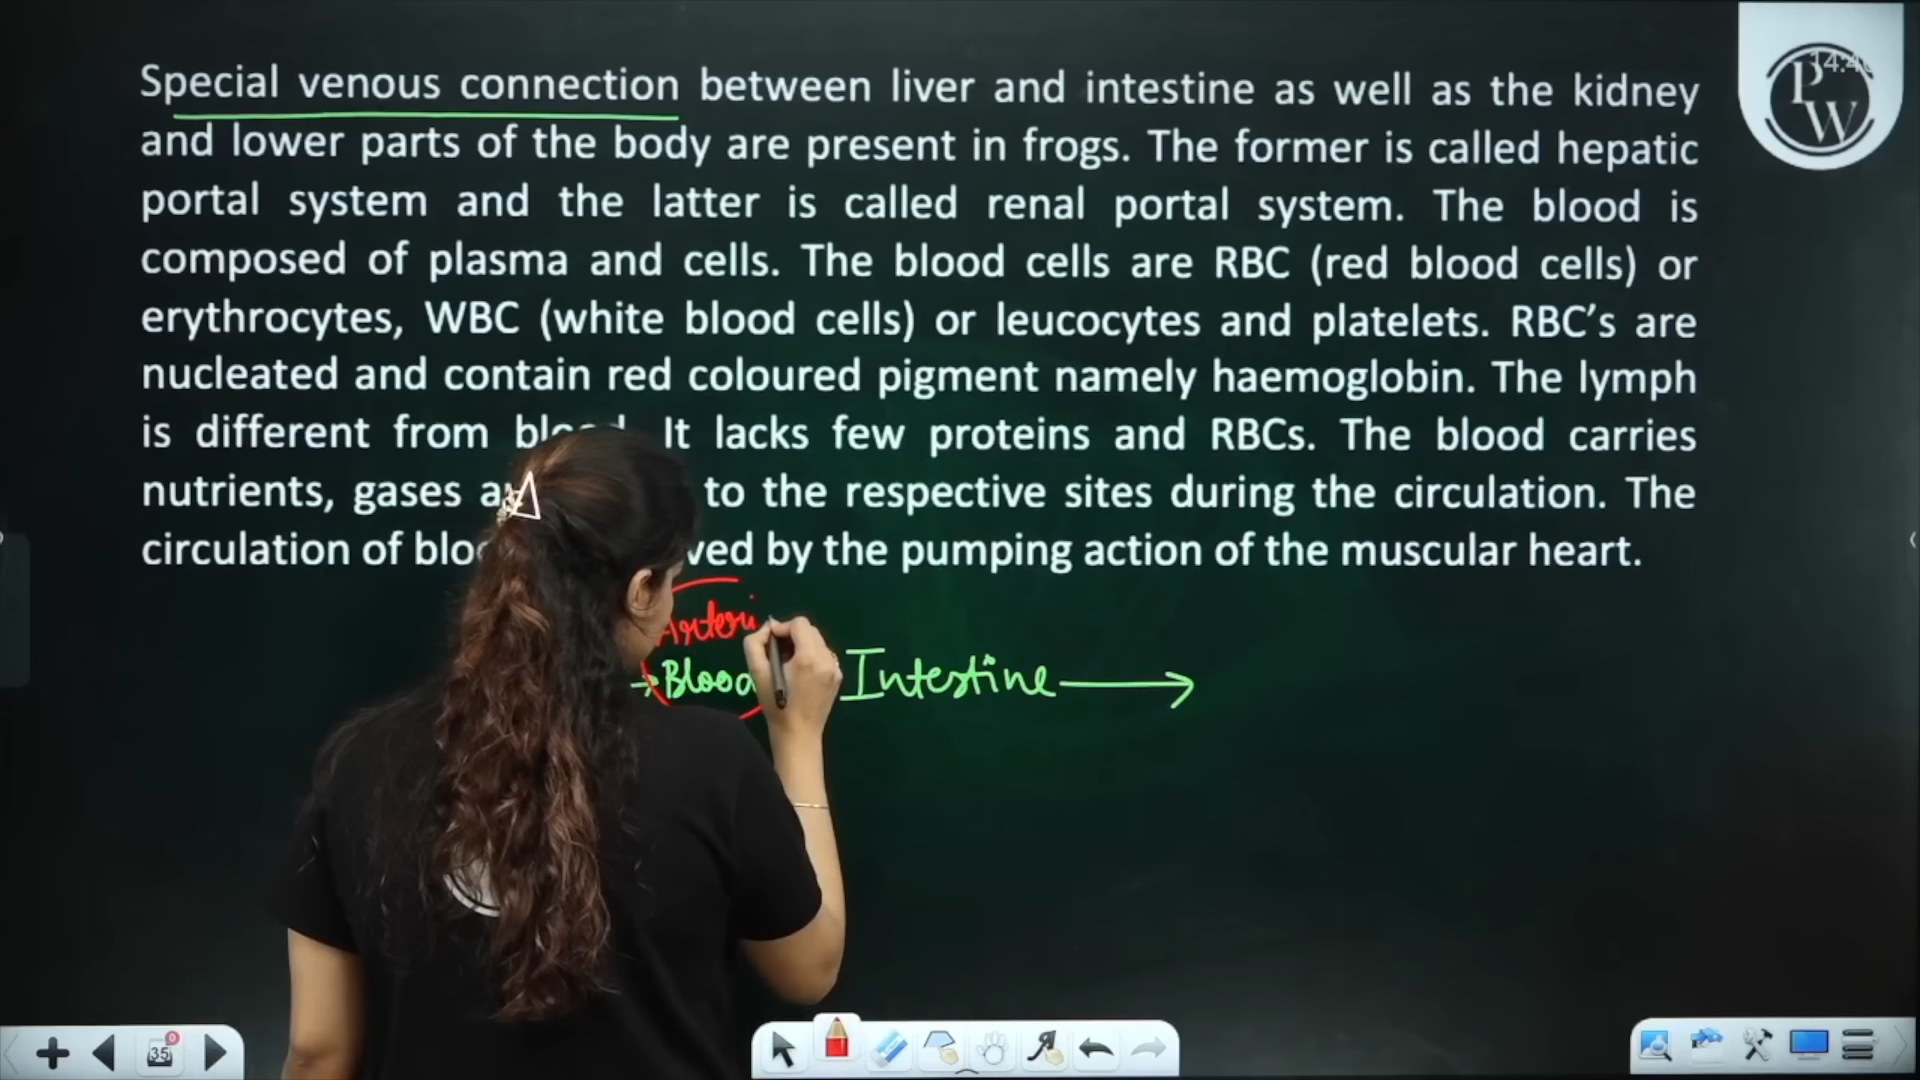 Special venous connection between liver and intestine as well as the kidney
and lower parts of the body are present in frogs. The former is called hepatic
portal system and the latter is called renal portal system. The blood is
composed of plasma and cells. The blood cells are RBC (red blood cells) or
erythrocytes, WBC (white blood cells) or leucocytes and platelets. RBC’s are
nucleated and contain red coloured pigment namely haemoglobin. The lymph
is different from It lacks few proteins and RBCs. The blood carries
nutrients, gases to the respective sites during the circulation. The
circulation of by the pumping action of the muscular heart.
Arteri
Blood Intestine
PW
35
0